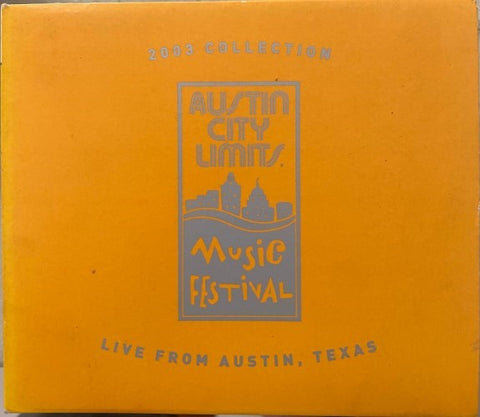 2003 COLLECTION
AUSTIN
CITY
LIMITS.
Music
FESTIVAL
LIVE FROM AUSTIN, TEXAS